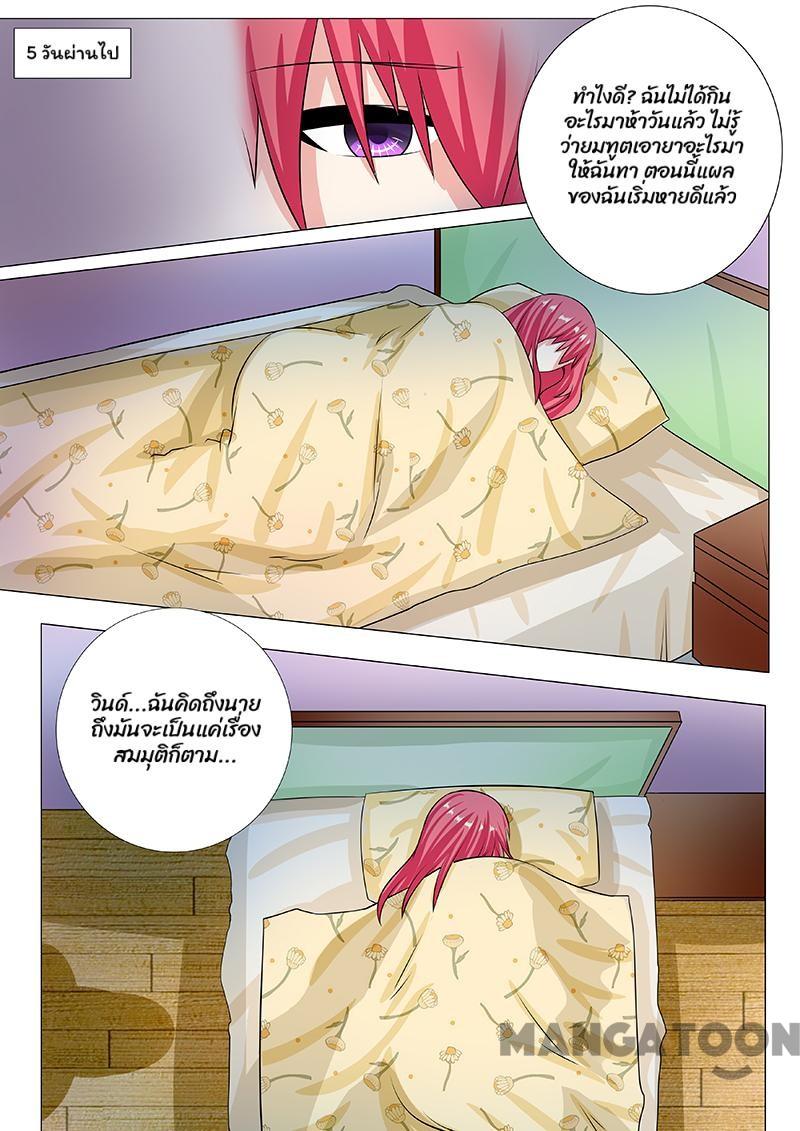 5 วันผ่านไป
ทำไงดี? ฉันไม่ได้กิน
อะไรมาห้าวันแล้ว ไม่รู้
ว่ายมทูตเอายาอะไรมา
ให้ฉันทา ตอนนี้แผล
ของฉันเริ่มหายดีแล้ว
วินด์...ฉันคิดถึงนาย
ถึงมันจะเป็นแค่เรื่อง
สมมุติก็ตาม...
MANGATOON